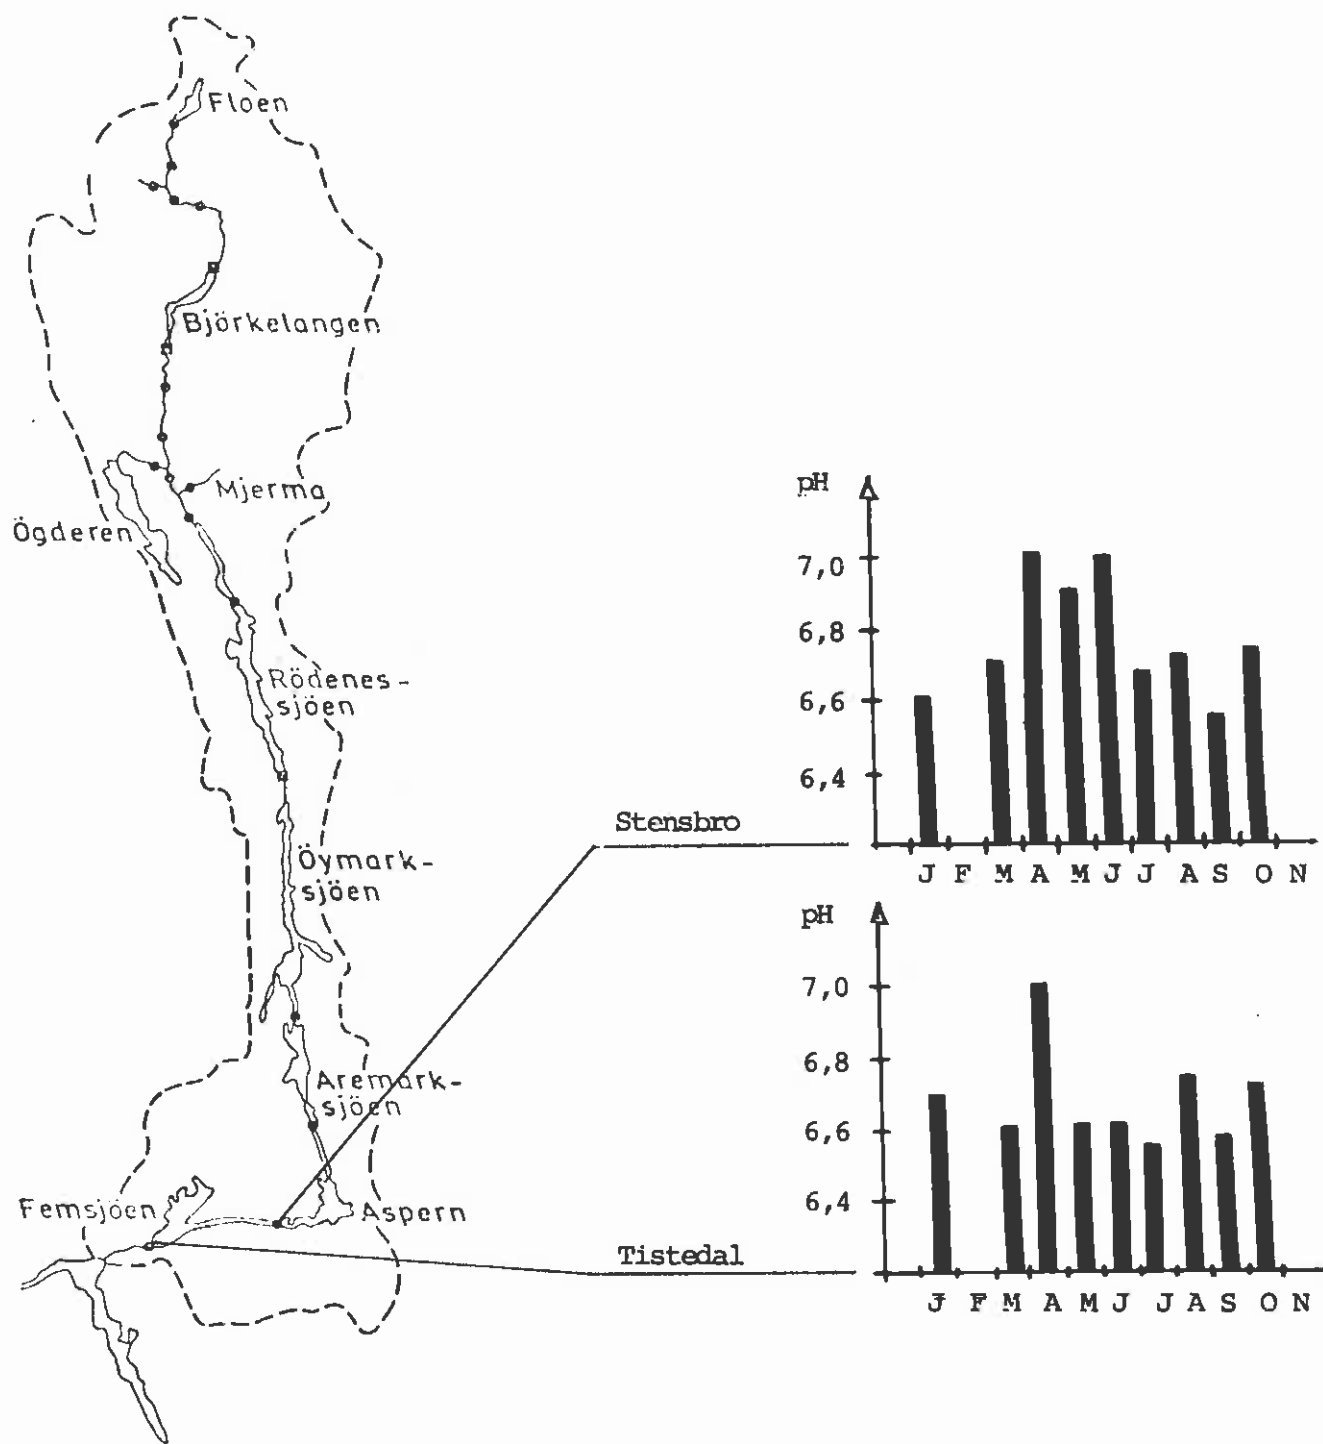 Floen
Björkelangen
Mjerma
Ögderen
Rödenes-
sjöen
Öymark-
sjöen
Aremark-
sjöen
Femsjöen
Aspern
Stensbro
Tistedal
pH
7,0
6,8
6,6
6,4
J F M A M J J A S O N
pH
7,0
6,8
6,6
6,4
J F M A M J J A S O N